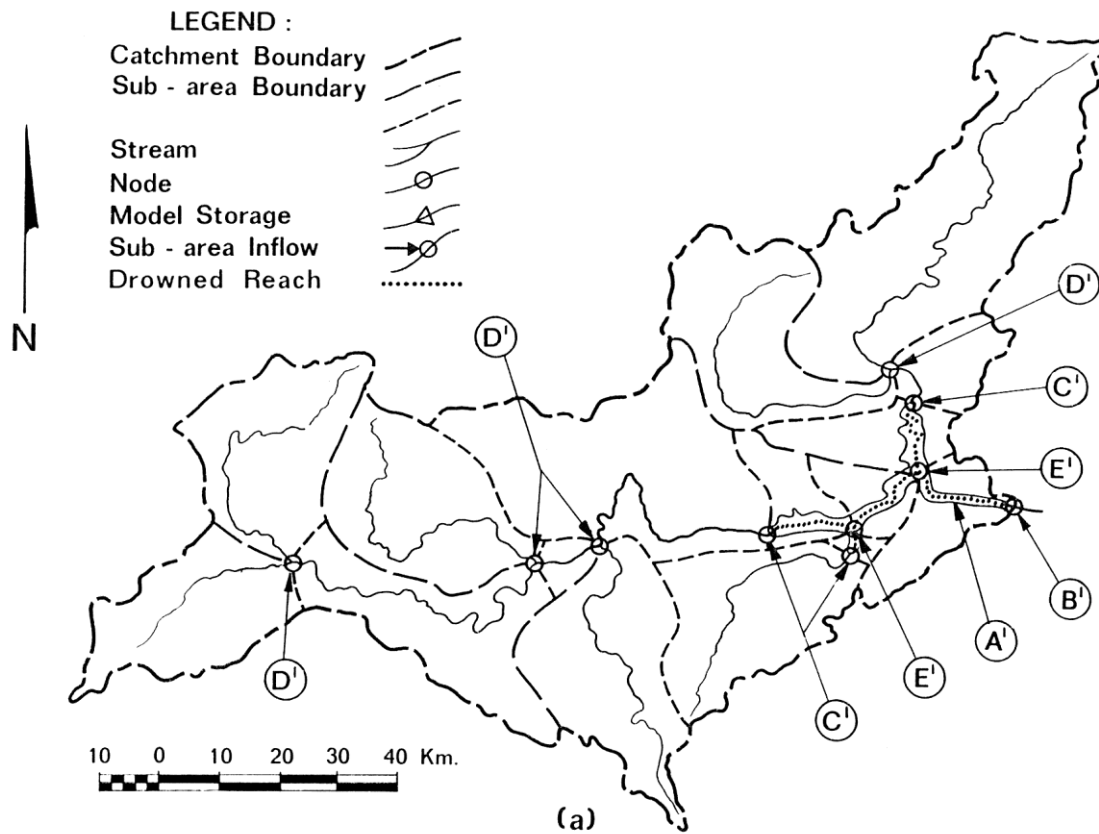 LEGEND :
Catchment Boundary
Sub - area Boundary
Stream
Node
Model Storage
Sub - area Inflow
Drowned Reach
N
D'
D'
C'
E'
B'
A'
D'
E'
C'
10 0 10 20 30 40 Km.
(a)